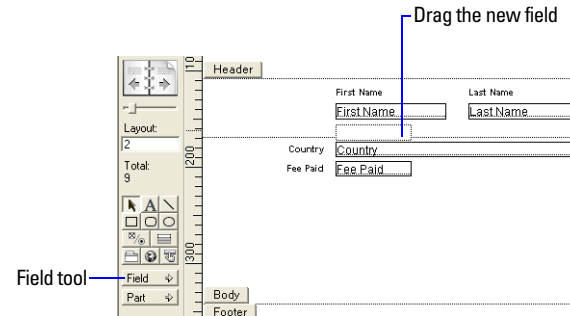 Drag the new field
Header
First Name
Last Name
First Name
Last Name
Layout:
2
Total:
9
200
Country
Country
Fee Paid
Fee Paid
A
300
Field tool
Field
Part
Body
Footer